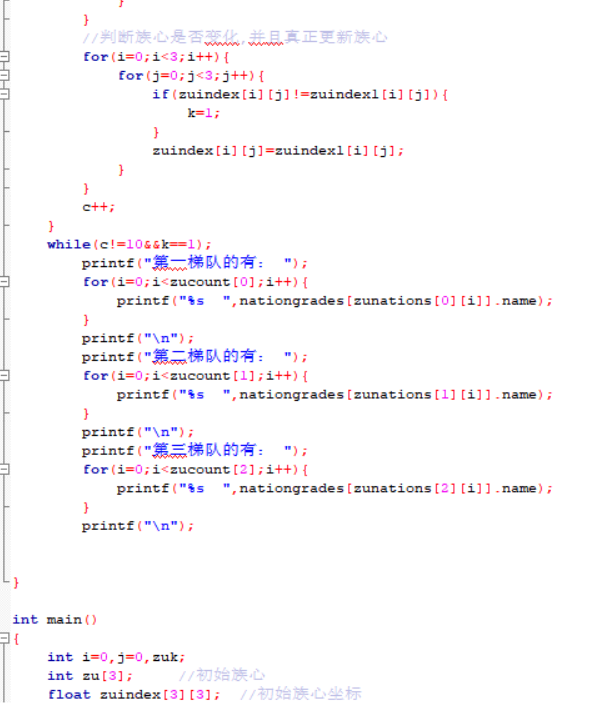 }
}
//判断族心是否变化,并且真正更新族心
for(i=0;i<3;i++){
for(j=0;j<3;j++){
if(zuindex[i][j]!=zuindex1[i][j]){
k=1;
}
zuindex[i][j]=zuindex1[i][j];
}
}
c++;
}
while(c!=10&&k==1);
printf("第一梯队的有: ");
for(i=0;i<zucount[0];i++){
printf("%s  ",nationgrades[zunations[0][i]].name);
}
printf("\n");
printf("第二梯队的有: ");
for(i=0;i<zucount[1];i++){
printf("%s  ",nationgrades[zunations[1][i]].name);
}
printf("\n");
printf("第三梯队的有: ");
for(i=0;i<zucount[2];i++){
printf("%s  ",nationgrades[zunations[2][i]].name);
}
printf("\n");
}
int main()
{
int i=0,j=0,zuk;
int zu[3];     //初始族心
float zuindex[3][3];  //初始族心坐标